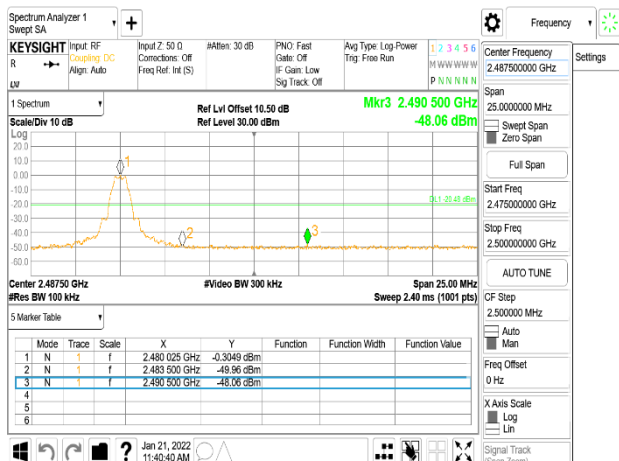 Spectrum Analyzer 1
Swept SA
Frequency
KEYSIGHT
Input: RF
Input Z: 50 Ω
#Atten: 30 dB
PNO: Fast
Avg Type: Log-Power
1 2 3 4 5 6
R
Coupling: DC
Corrections: Off
Gate: Off
Trig: Free Run
M W W W W W
Align: Auto
Freq Ref: Int (S)
IF Gain: Low
Sig Track: Off
P N N N N N
LW
1 Spectrum
Ref Lvl Offset 10.50 dB
Mkr3 2.490 500 GHz
Scale/Div 10 dB
Ref Level 30.00 dBm
-48.06 dBm
Log
20.0
10.0
0.00
-10.0
-20.0
-30.0
-40.0
-50.0
-60.0
1
2
3
Center 2.48750 GHz
#Video BW 300 kHz
Span 25.00 MHz
#Res BW 100 kHz
Sweep 2.40 ms (1001 pts)
5 Marker Table
Mode Trace Scale X Y Function Function Width Function Value
1 N 1 f 2.480 025 GHz -0.3049 dBm
2 N 1 f 2.483 500 GHz -49.96 dBm
3 N 1 f 2.490 500 GHz -48.06 dBm
4
5
6
?
Jan 21, 2022
11:40:40 AM
Center Frequency
2.487500000 GHz
Settings
Span
25.0000000 MHz
Swept Span
Zero Span
Full Span
Start Freq
2.475000000 GHz
Stop Freq
2.500000000 GHz
AUTO TUNE
CF Step
2.500000 MHz
Auto
Man
Freq Offset
0 Hz
X Axis Scale
Log
Lin
Signal Track